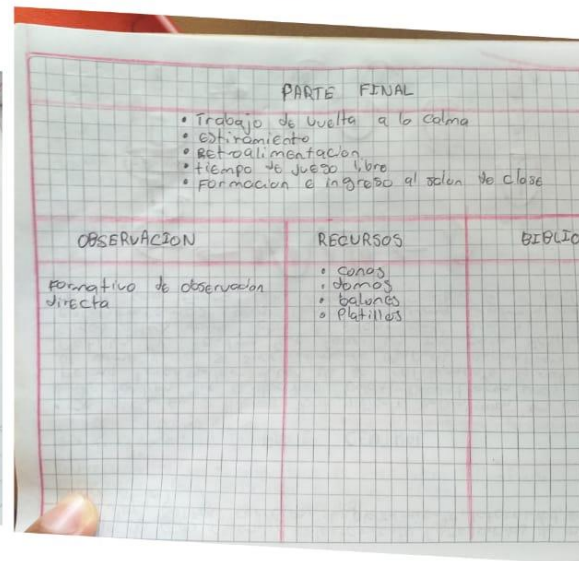 PARTE FINAL
• Trabajo de vuelta a la calma
• estiramiento
• REtroalimentacion
• tiempo de juego libre
• Formacion e ingreso al salon de clase
OBSERVACION
RECURSOS
BIBLIO
Formativo de observacion
directa
• conos
• domos
• balones
• Platillos